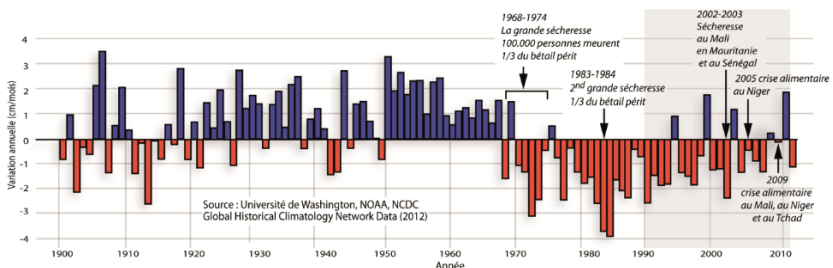 1968-1974
La grande sécheresse
100.000 personnes meurent
1/3 du bétail périt
1983-1984
2nd grande sécheresse
1/3 du bétail périt
2002-2003
Sécheresse
au Mali
en Mauritanie
et au Sénégal
2005 crise alimentaire
au Niger
2009
crise alimentaire
au Mali, au Niger
et au Tchad
Variation annuelle (cm/mois)
4
3
2
1
0
-1
-2
-3
-4
Source : Université de Washington, NOAA, NCDC
Global Historical Climatology Network Data (2012)
1900
1910
1920
1930
1940
1950
1960
1970
1980
1990
2000
2010
Année